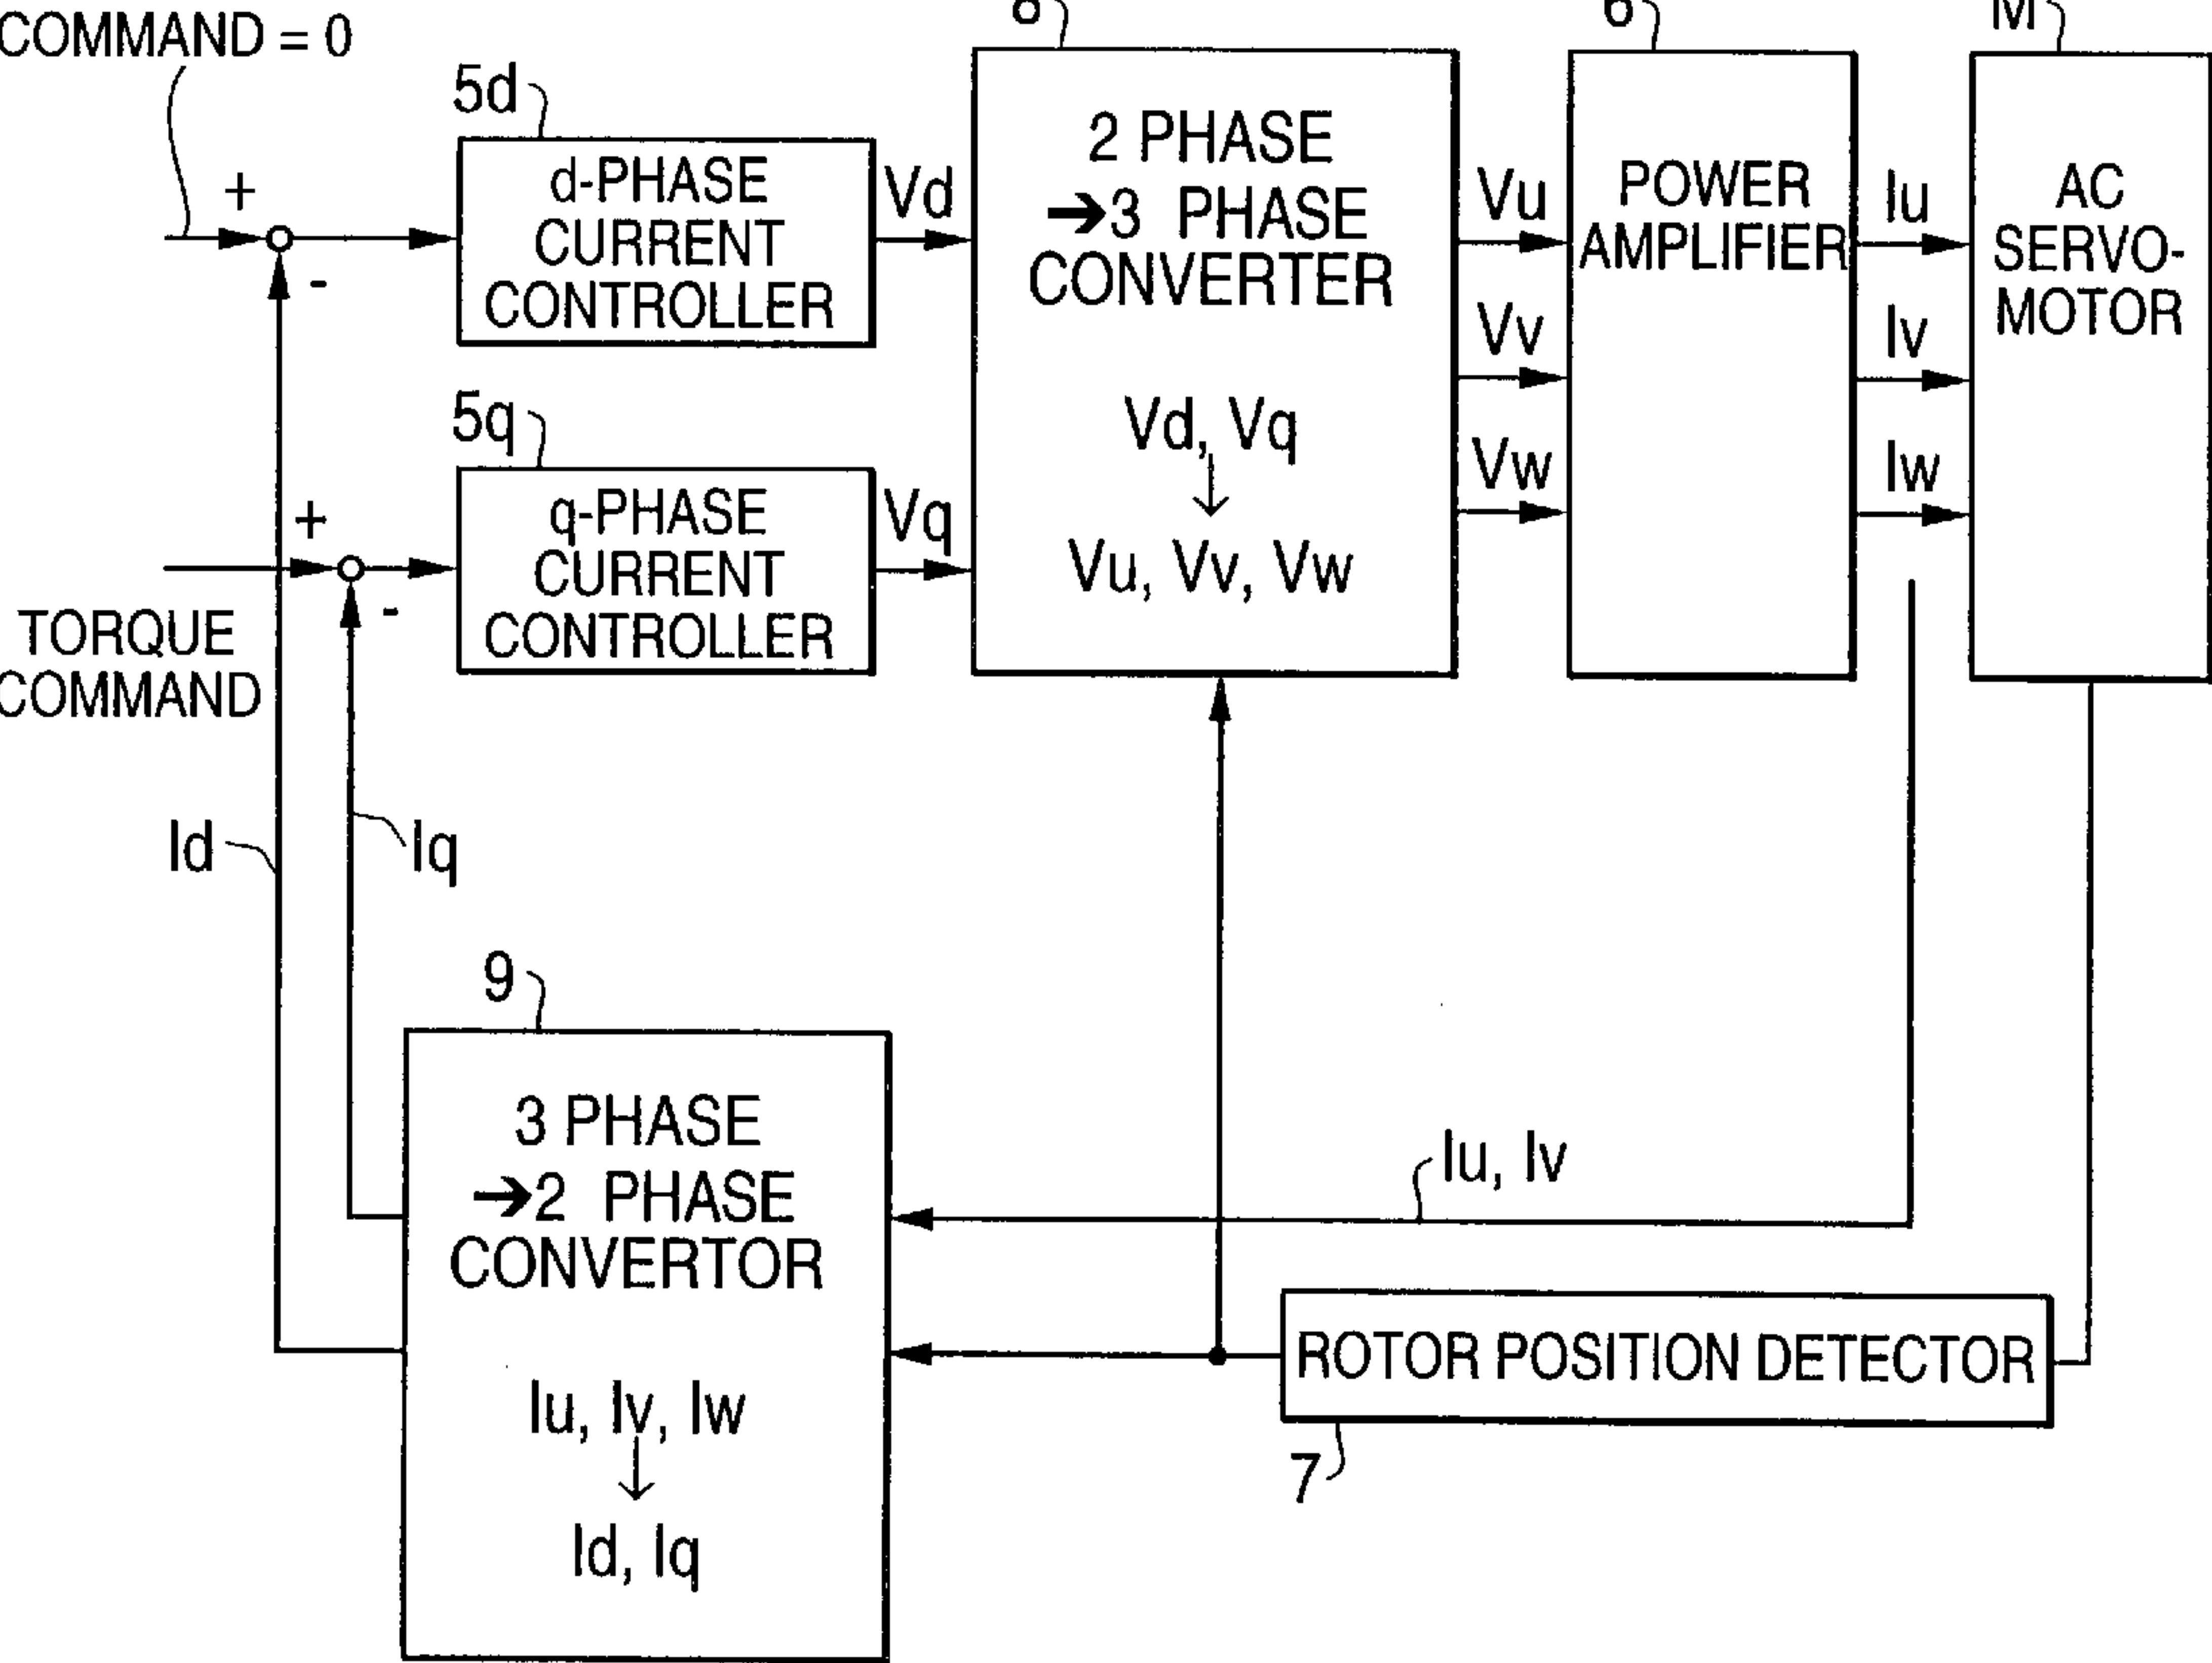 COMMAND = 0
8
6
M
5d
+
-
d-PHASE
CURRENT
CONTROLLER
Vd
2 PHASE
➔3 PHASE
CONVERTER
Vd, Vq
↓
Vu, Vv, Vw
Vu
Vv
Vw
POWER
AMPLIFIER
Iu
Iv
Iw
AC
SERVO-
MOTOR
5q
+
-
q-PHASE
CURRENT
CONTROLLER
Vq
TORQUE
COMMAND
Id
Iq
9
3 PHASE
➔2 PHASE
CONVERTOR
Iu, Iv, Iw
↓
Id, Iq
Iu, Iv
ROTOR POSITION DETECTOR
7